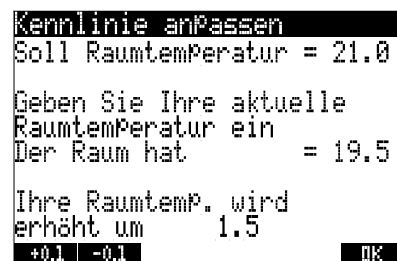 Kennlinie anpassen
Soll Raumtemperatur = 21.0
Geben Sie Ihre aktuelle
Raumtemperatur ein
Der Raum hat = 19.5
Ihre Raumtemp. wird
erhöht um 1.5
+0.1 -0.1 OK